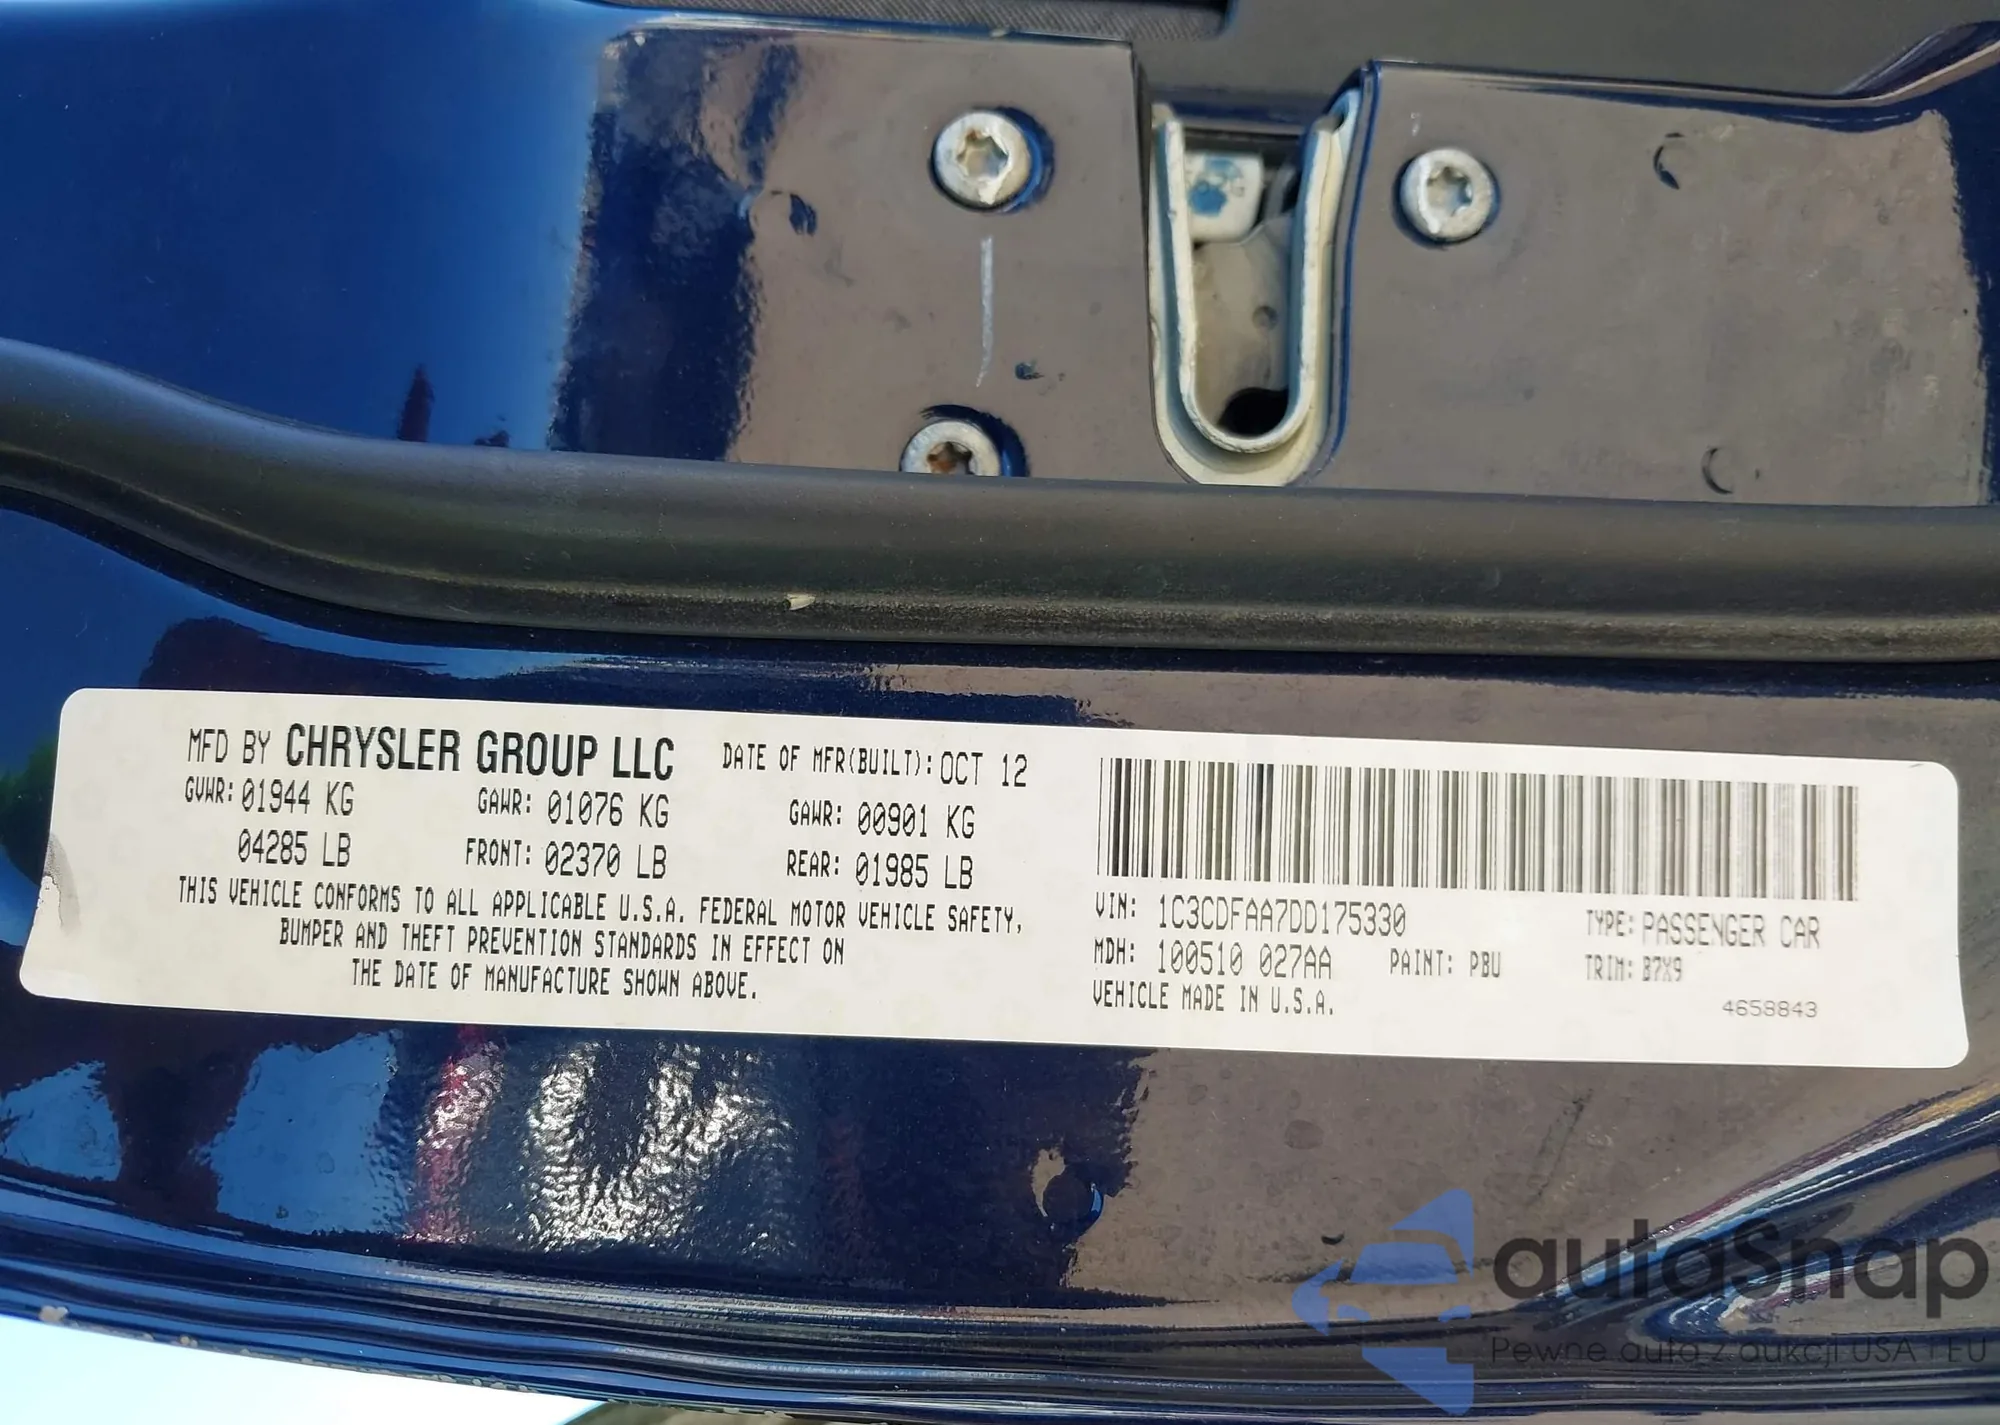 MFD BY CHRYSLER GROUP LLC DATE OF MFR(BUILT): OCT 12
GVWR: 01944 KG GAWR: 01076 KG GAWR: 00901 KG
04285 LB FRONT: 02370 LB REAR: 01985 LB
THIS VEHICLE CONFORMS TO ALL APPLICABLE U.S.A. FEDERAL MOTOR VEHICLE SAFETY,
BUMPER AND THEFT PREVENTION STANDARDS IN EFFECT ON
THE DATE OF MANUFACTURE SHOWN ABOVE.
VIN: 1C3CDFAA7DD175330 TYPE: PASSENGER CAR
MDH: 100510 027AA PAINT: PBU TRIM: B7X9
VEHICLE MADE IN U.S.A. 4658843
autaSnap
Pewne auta z aukcji USA i EU